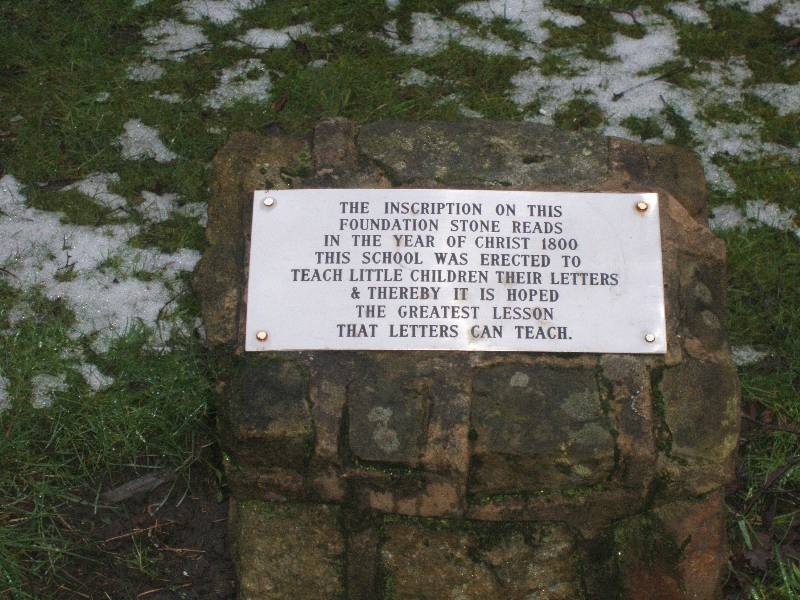 THE INSCRIPTION ON THIS
FOUNDATION STONE READS
IN THE YEAR OF CHRIST 1800
THIS SCHOOL WAS ERECTED TO
TEACH LITTLE CHILDREN THEIR LETTERS
& THEREBY IT IS HOPED
THE GREATEST LESSON
THAT LETTERS CAN TEACH.